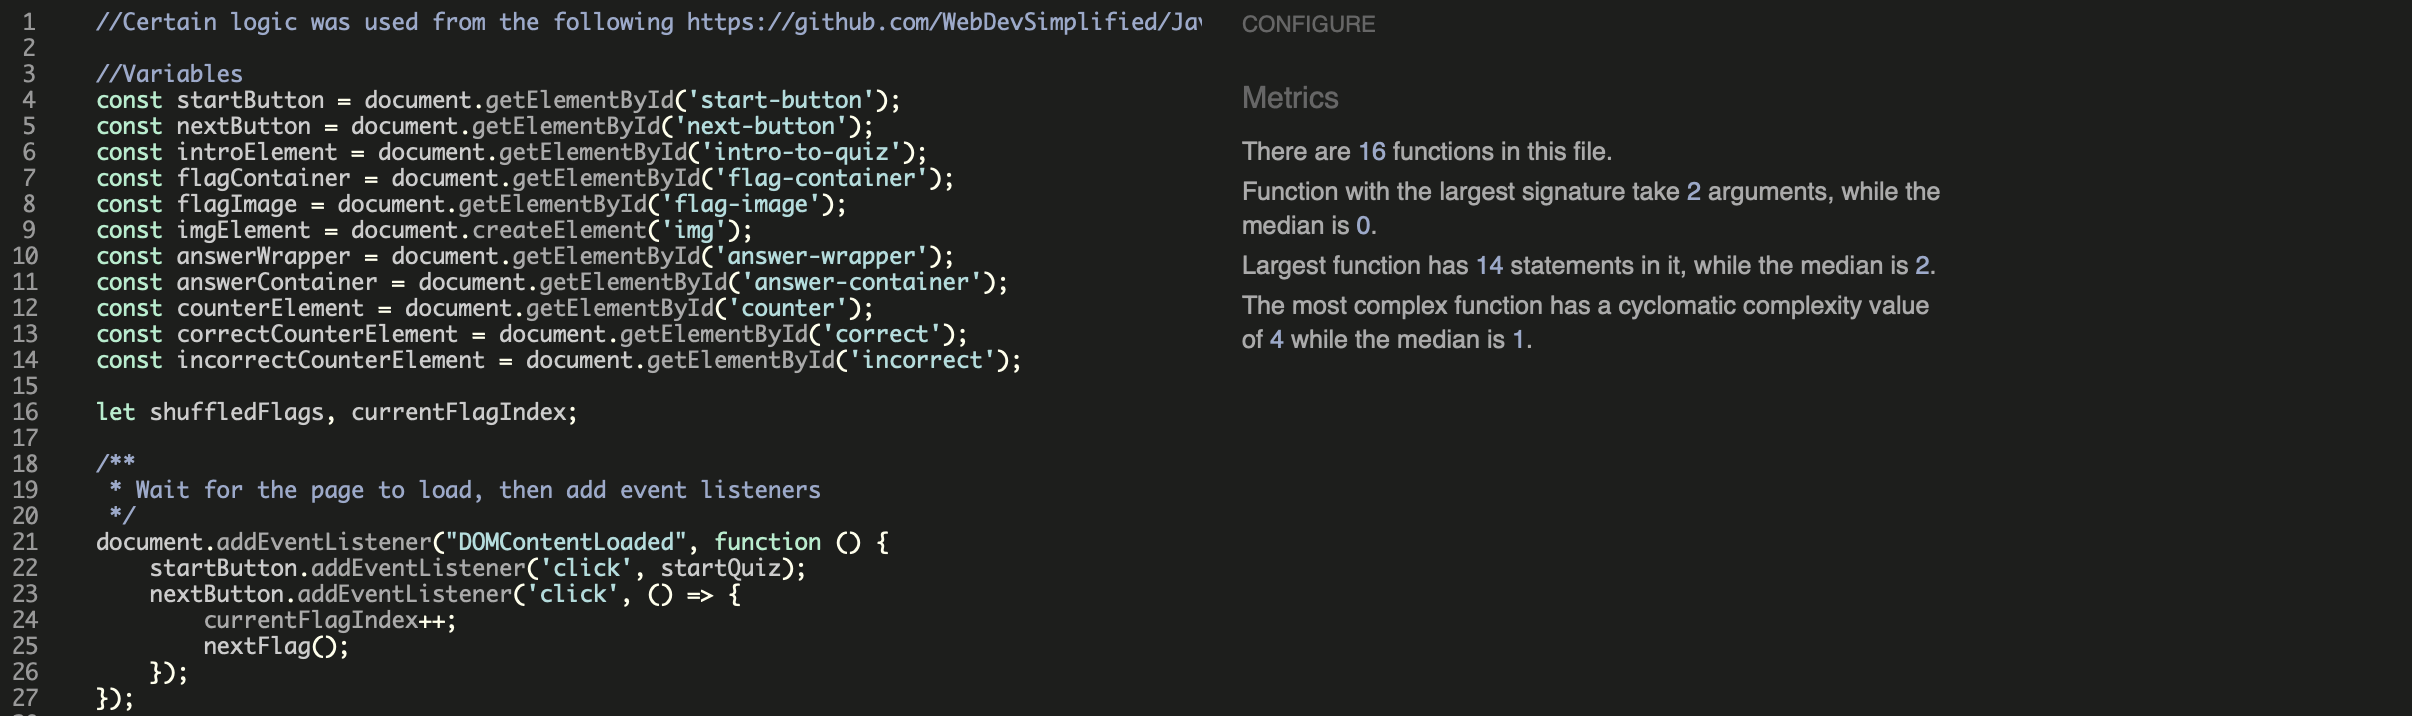 1 //Certain logic was used from the following https://github.com/WebDevSimplified/Jav
2
3 //Variables
4 const startButton = document.getElementById('start-button');
5 const nextButton = document.getElementById('next-button');
6 const introElement = document.getElementById('intro-to-quiz');
7 const flagContainer = document.getElementById('flag-container');
8 const flagImage = document.getElementById('flag-image');
9 const imgElement = document.createElement('img');
10 const answerWrapper = document.getElementById('answer-wrapper');
11 const answerContainer = document.getElementById('answer-container');
12 const counterElement = document.getElementById('counter');
13 const correctCounterElement = document.getElementById('correct');
14 const incorrectCounterElement = document.getElementById('incorrect');
15
16 let shuffledFlags, currentFlagIndex;
17
18 /**
19  * Wait for the page to load, then add event listeners
20  */
21 document.addEventListener("DOMContentLoaded", function () {
22     startButton.addEventListener('click', startQuiz);
23     nextButton.addEventListener('click', () => {
24         currentFlagIndex++;
25         nextFlag();
26     });
27 });
CONFIGURE
Metrics
There are 16 functions in this file.
Function with the largest signature take 2 arguments, while the
median is 0.
Largest function has 14 statements in it, while the median is 2.
The most complex function has a cyclomatic complexity value
of 4 while the median is 1.